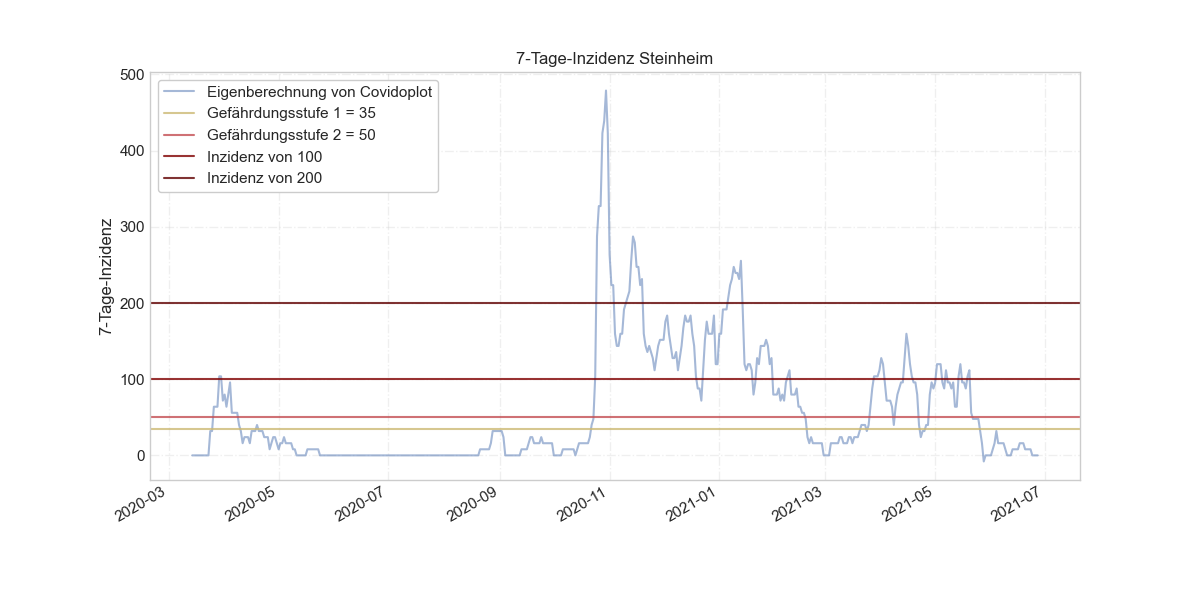 7-Tage-Inzidenz Steinheim
500
400
300
200
100
0
7-Tage-Inzidenz
Eigenberechnung von Covidoplot
Gefährdungsstufe 1 = 35
Gefährdungsstufe 2 = 50
Inzidenz von 100
Inzidenz von 200
2020-03
2020-05
2020-07
2020-09
2020-11
2021-01
2021-03
2021-05
2021-07